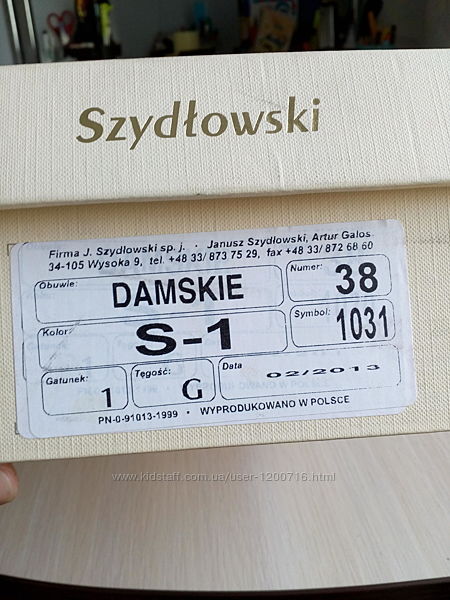 Szydłowski
Firma J. Szydłowski sp. j. · Janusz Szydłowski, Artur Galos
34-105 Wysoka 9, tel. +48 33/ 873 75 29, fax +48 33/ 872 68 60
Obuwie: DAMSKIE Numer: 38
Kolor: S-1 Symbol: 1031
Gatunek: 1 Tęgość: G Data 02/2013
PN-0-91013-1999 • WYPRODUKOWANO W POLSCE
www.kidstaff.com.ua/user-1200716.html